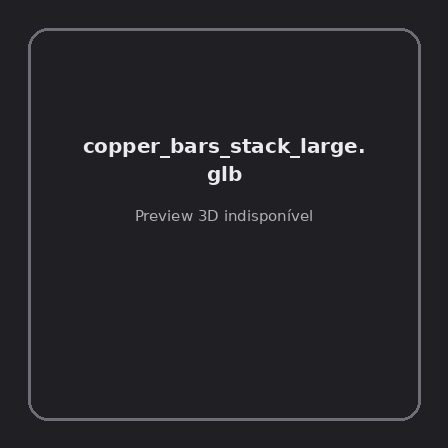 copper_bars_stack_large.
glb
Preview 3D indisponível